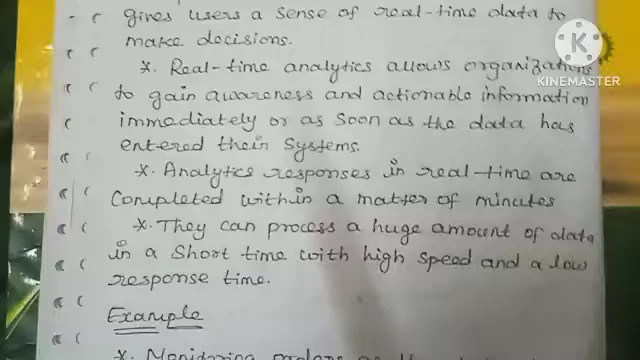 gives users a sense of real-time data to
make decisions.
*. Real-time analytics allows organizations
to gain awareness and actionable information
immediately or as soon as the data has
entered their systems.
*. Analytics responses in real-time are
Completed within a matter of minutes
*. They can process a huge amount of data
in a Short time with high speed and a low
response time.
Example
*. Monitoring orders as
K
KINEMASTER